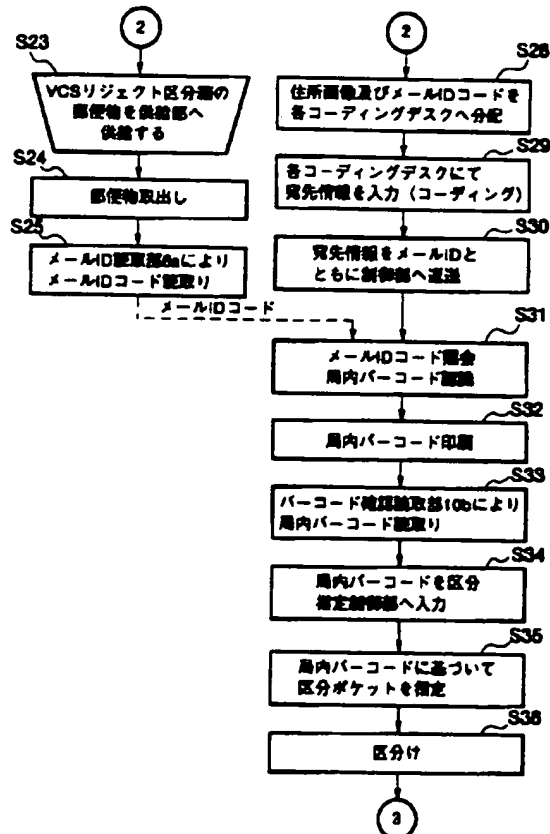 2
S23
VCSリジェクト区分箱の
郵便物を供給部へ
供給する
S24
郵便物取出し
S25
メールID読取部6aにより
メールIDコード読取り
メールIDコード
2
S28
住所画像及びメールIDコードを
各コーディングデスクへ分配
S29
各コーディングデスクにて
宛先情報を入力(コーディング)
S30
宛先情報をメールIDと
ともに制御部へ返送
S31
メールIDコード照会
局内バーコード
S32
局内バーコード印刷
S33
バーコード確認読取部10bにより
局内バーコード読取り
S34
局内バーコードを区分
指定制御部へ入力
S35
局内バーコードに基づいて
区分ポケットを指定
S36
区分け
3